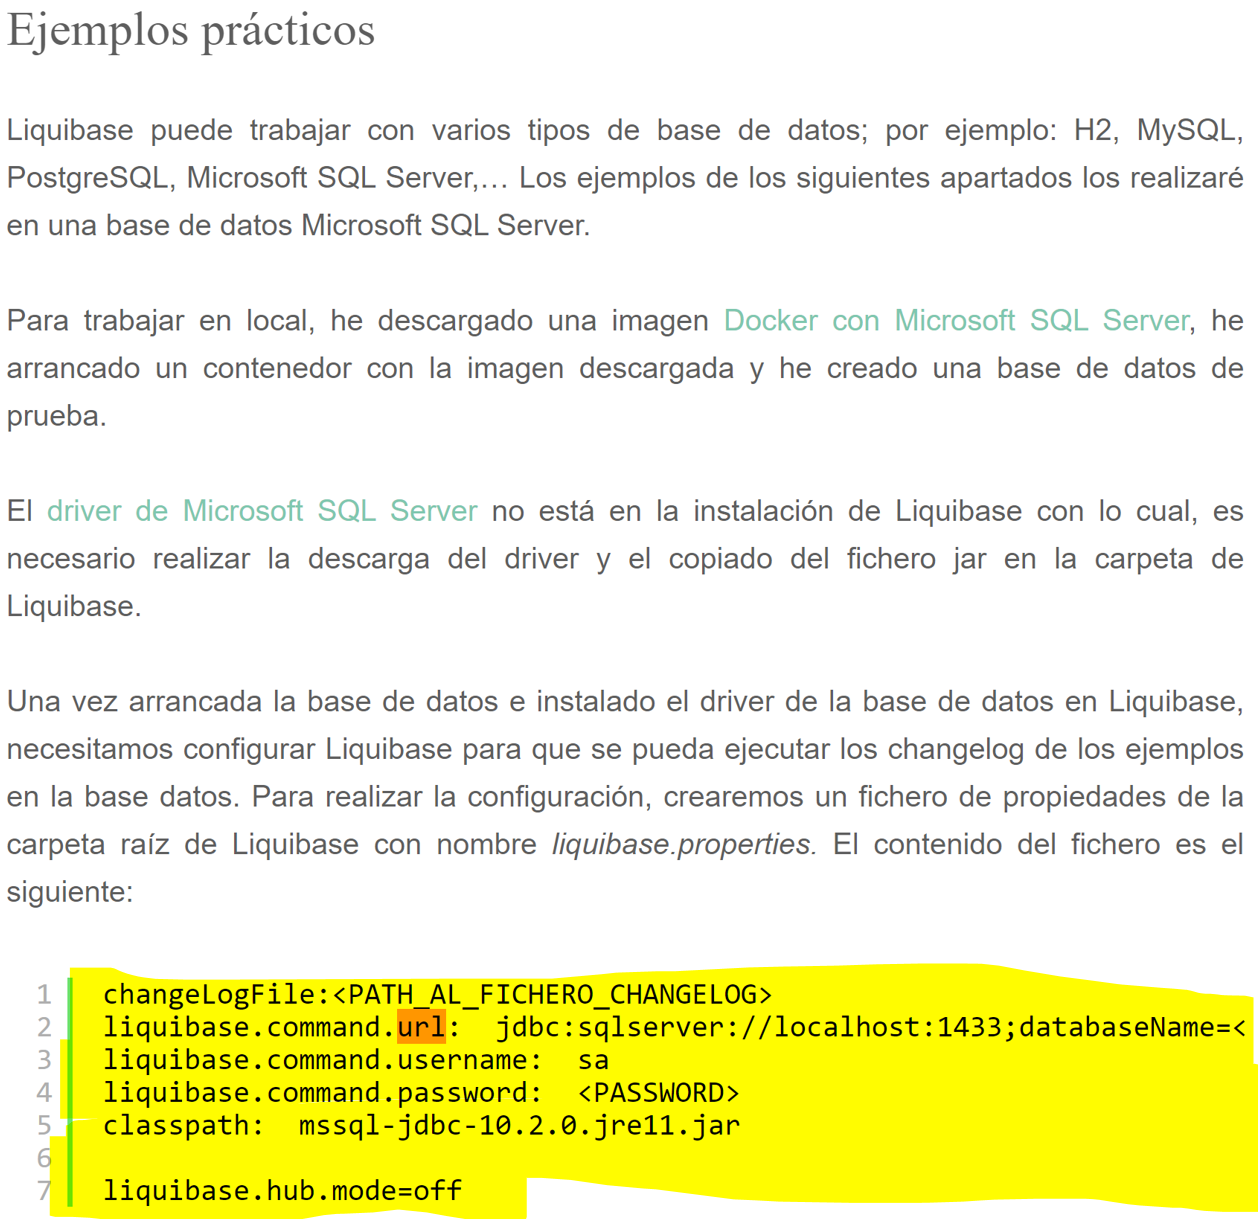 Ejemplos prácticos
Liquibase puede trabajar con varios tipos de base de datos; por ejemplo: H2, MySQL,
PostgreSQL, Microsoft SQL Server,… Los ejemplos de los siguientes apartados los realizaré
en una base de datos Microsoft SQL Server.
Para trabajar en local, he descargado una imagen Docker con Microsoft SQL Server, he
arrancado un contenedor con la imagen descargada y he creado una base de datos de
prueba.
El driver de Microsoft SQL Server no está en la instalación de Liquibase con lo cual, es
necesario realizar la descarga del driver y el copiado del fichero jar en la carpeta de
Liquibase.
Una vez arrancada la base de datos e instalado el driver de la base de datos en Liquibase,
necesitamos configurar Liquibase para que se pueda ejecutar los changelog de los ejemplos
en la base datos. Para realizar la configuración, crearemos un fichero de propiedades de la
carpeta raíz de Liquibase con nombre liquibase.properties. El contenido del fichero es el
siguiente:
1 changeLogFile:<PATH_AL_FICHERO_CHANGELOG>
2 liquibase.command.url: jdbc:sqlserver://localhost:1433;databaseName=<
3 liquibase.command.username: sa
4 liquibase.command.password: <PASSWORD>
5 classpath: mssql-jdbc-10.2.0.jre11.jar
6
7 liquibase.hub.mode=off